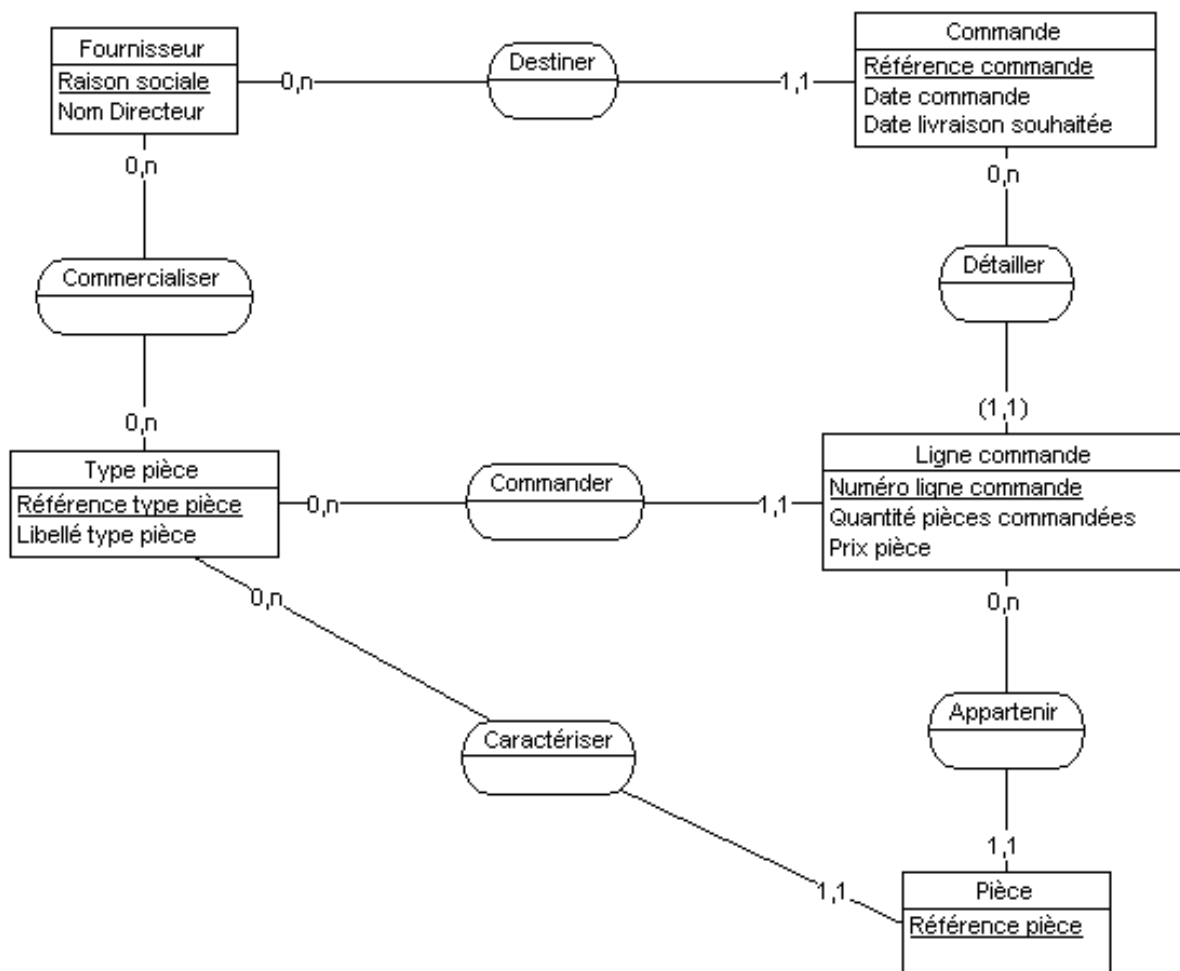 Fournisseur
Raison sociale
Nom Directeur
0,n
Destiner
1,1
Commande
Référence commande
Date commande
Date livraison souhaitée
0,n
0,n
Commercialiser
Détailler
0,n
(1,1)
Type pièce
Référence type pièce
Libellé type pièce
0,n
Commander
1,1
Ligne commande
Numéro ligne commande
Quantité pièces commandées
Prix pièce
0,n
0,n
Caractériser
Appartenir
1,1
1,1
Pièce
Référence pièce